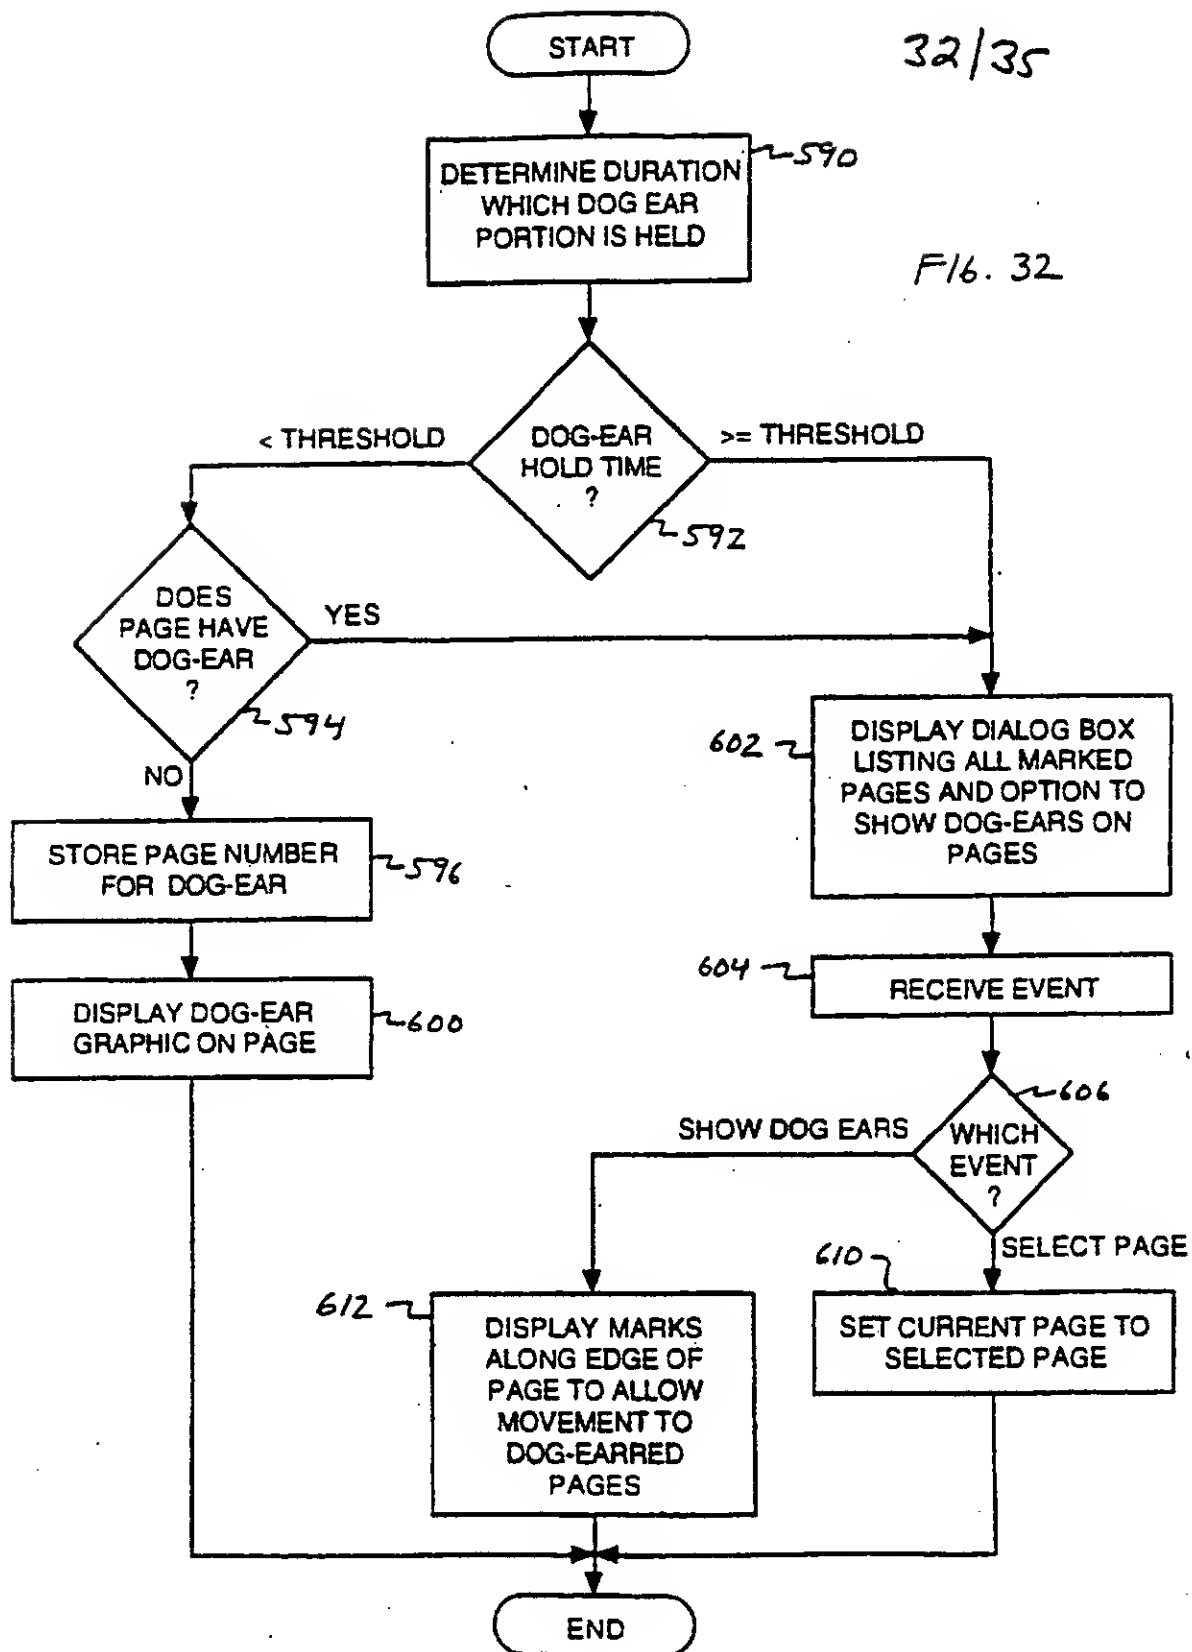 START
32/35
590
DETERMINE DURATION
WHICH DOG EAR
PORTION IS HELD
FIG. 32
< THRESHOLD
DOG-EAR
HOLD TIME
?
>= THRESHOLD
592
DOES
PAGE HAVE
DOG-EAR
?
YES
594
NO
602
DISPLAY DIALOG BOX
LISTING ALL MARKED
PAGES AND OPTION TO
SHOW DOG-EARS ON
PAGES
STORE PAGE NUMBER
FOR DOG-EAR
596
604
RECEIVE EVENT
DISPLAY DOG-EAR
GRAPHIC ON PAGE
600
606
SHOW DOG EARS
WHICH
EVENT
?
SELECT PAGE
610
612
DISPLAY MARKS
ALONG EDGE OF
PAGE TO ALLOW
MOVEMENT TO
DOG-EARRED
PAGES
SET CURRENT PAGE TO
SELECTED PAGE
END